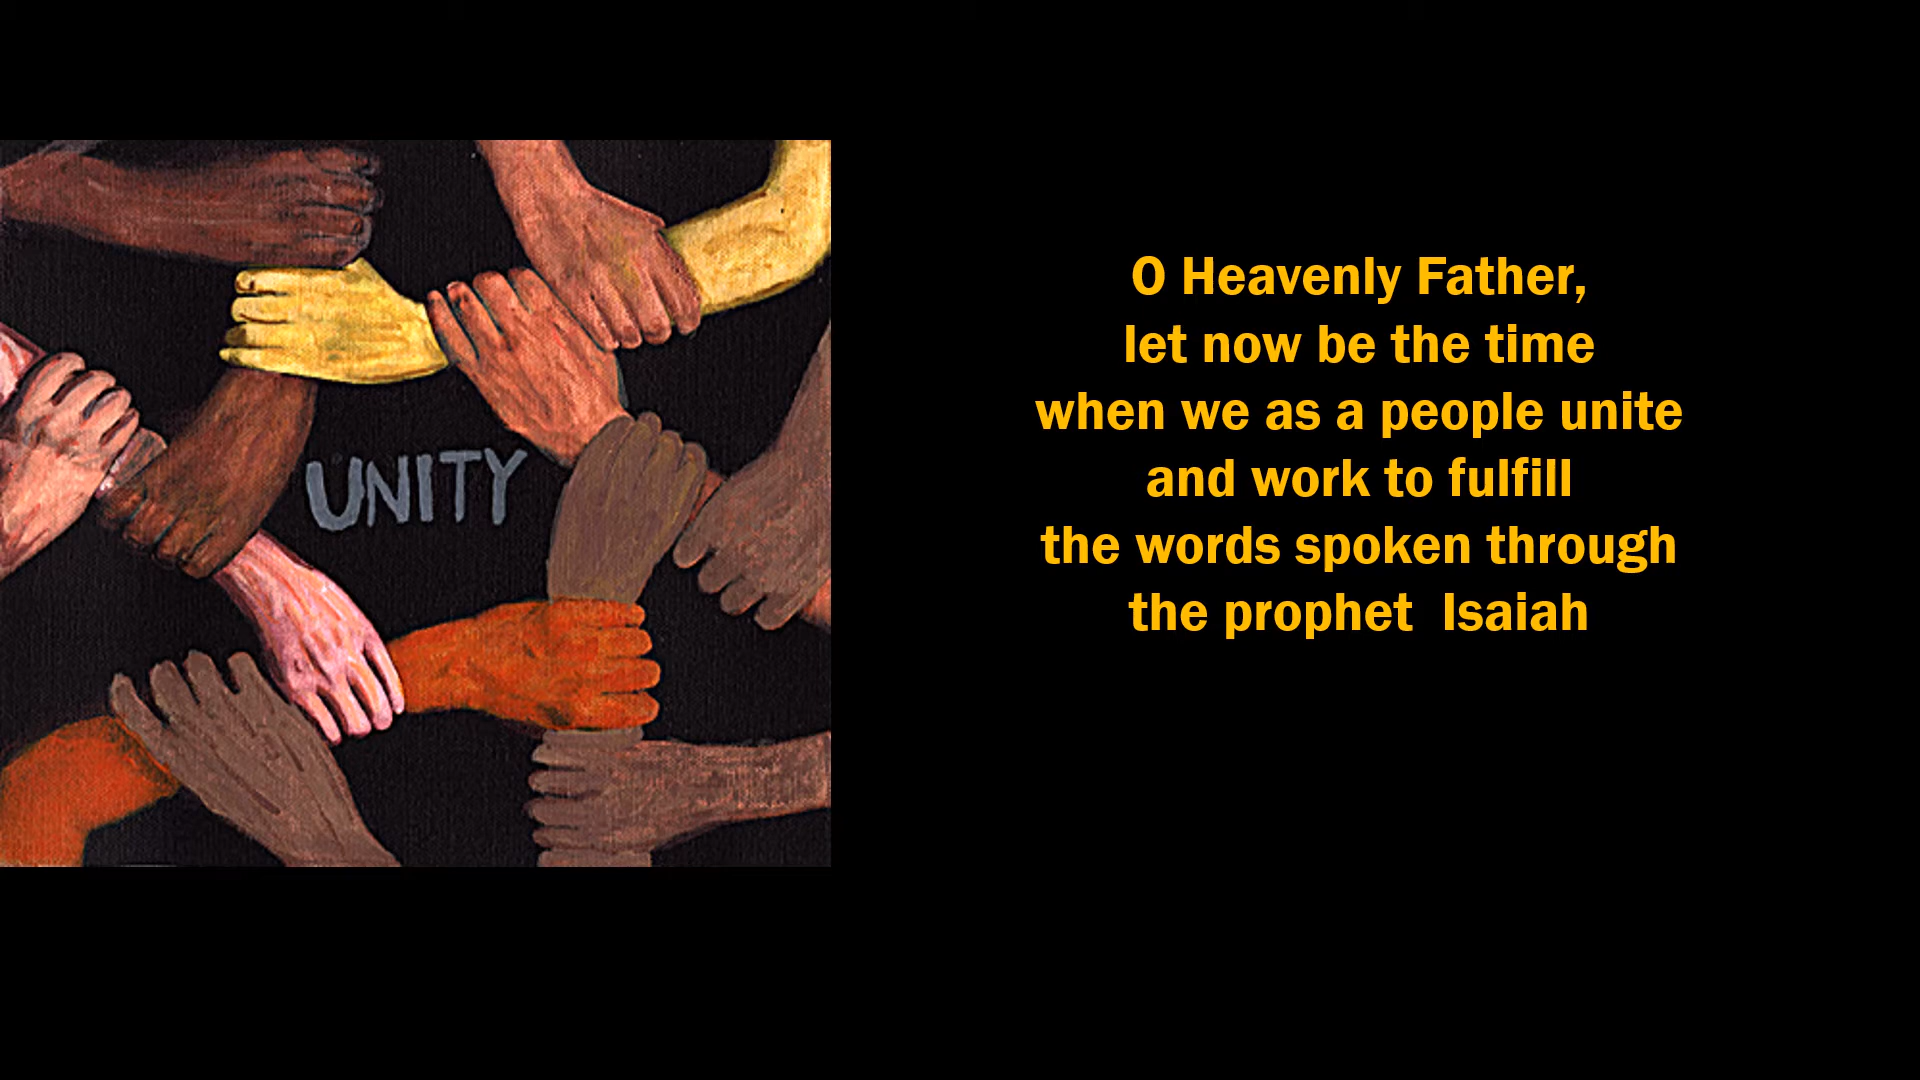 UNITY
O Heavenly Father,
let now be the time
when we as a people unite
and work to fulfill
the words spoken through
the prophet  Isaiah